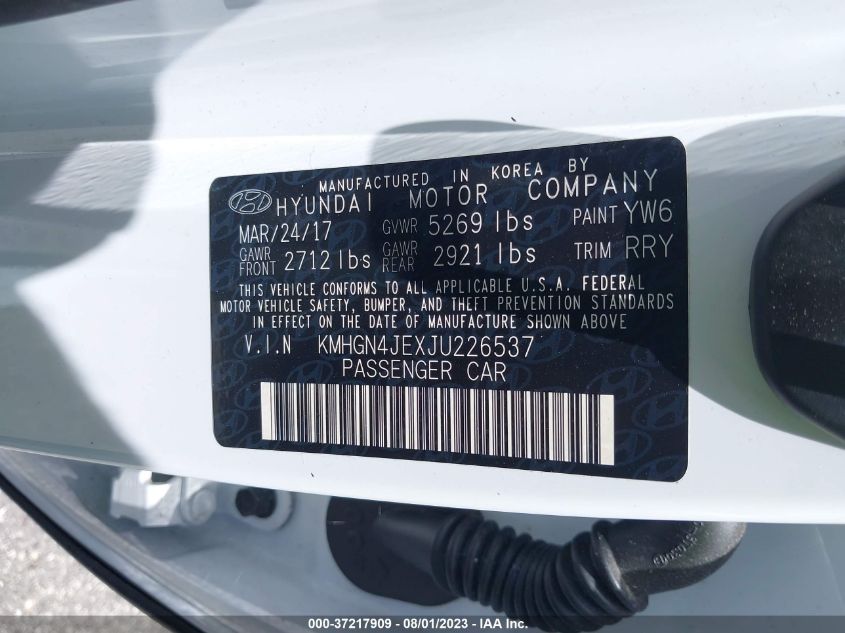 MANUFACTURED IN KOREA BY
HYUNDAI MOTOR COMPANY
MAR/24/17 GVWR 5269 lbs PAINT YW6
GAWR FRONT 2712 lbs GAWR REAR 2921 lbs TRIM RRY
THIS VEHICLE CONFORMS TO ALL APPLICABLE U.S.A. FEDERAL
MOTOR VEHICLE SAFETY, BUMPER, AND THEFT PREVENTION STANDARDS
IN EFFECT ON THE DATE OF MANUFACTURE SHOWN ABOVE
V.I.N KMHGN4JEXJU226537
PASSENGER CAR
000-37217909 - 08/01/2023 - IAA Inc.